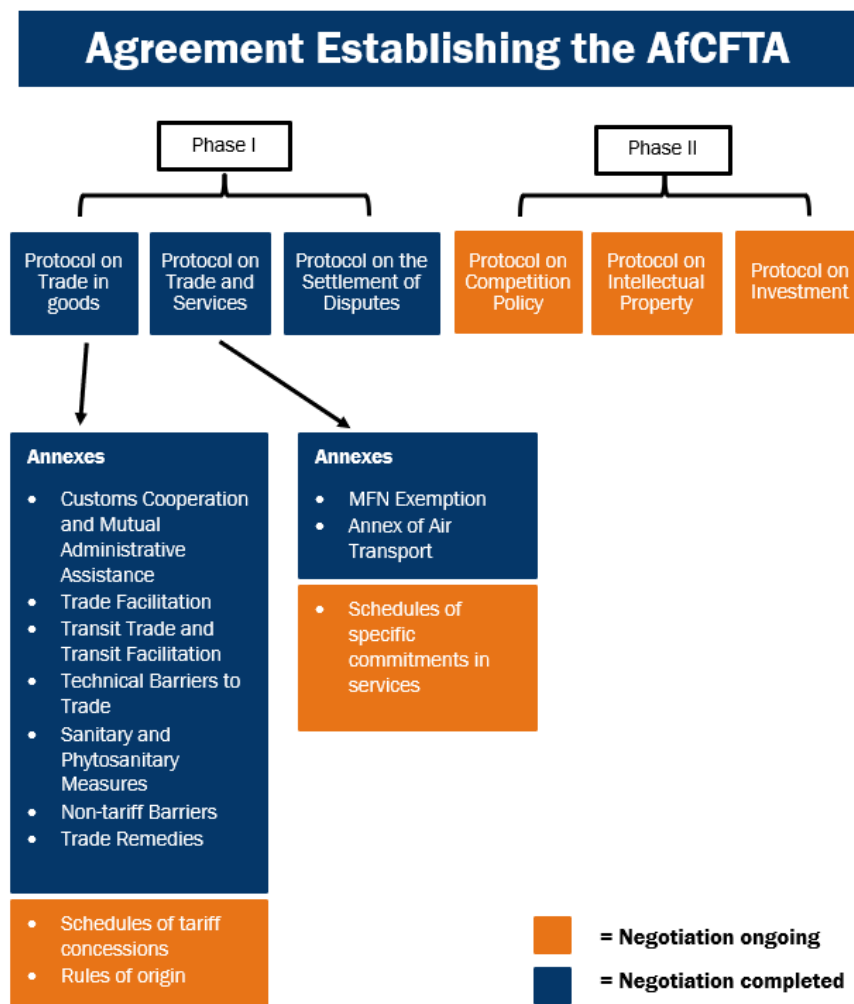 Agreement Establishing the AfCFTA
Phase I
Phase II
Protocol on
Trade in
goods
Protocol on
Trade and
Services
Protocol on the
Settlement of
Disputes
Protocol on
Competition
Policy
Protocol on
Intellectual
Property
Protocol on
Investment
Annexes
• Customs Cooperation
and Mutual
Administrative
Assistance
• Trade Facilitation
• Transit Trade and
Transit Facilitation
• Technical Barriers to
Trade
• Sanitary and
Phytosanitary
Measures
• Non-tariff Barriers
• Trade Remedies
• Schedules of tariff
concessions
• Rules of origin
Annexes
• MFN Exemption
• Annex of Air
Transport
• Schedules of
specific
commitments in
services
= Negotiation ongoing
= Negotiation completed